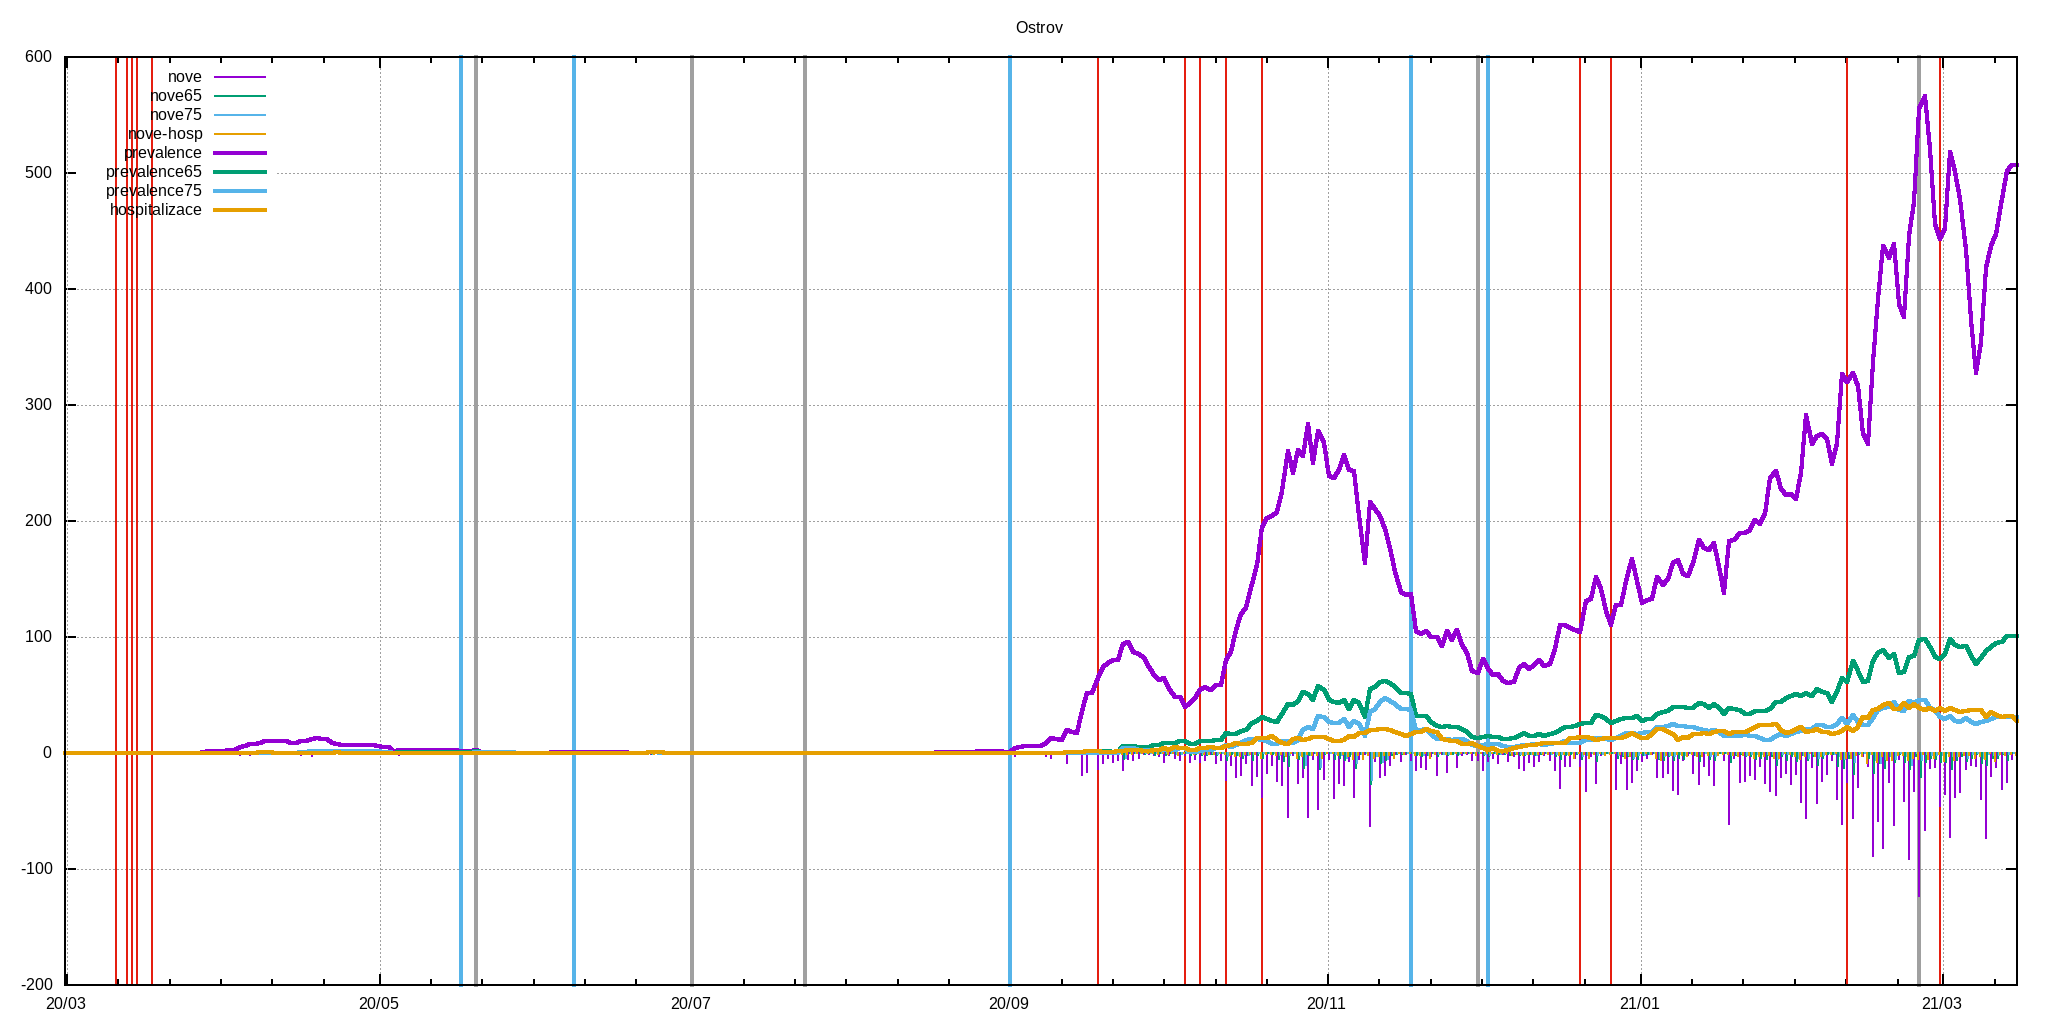 Ostrov
600
500
400
300
200
100
0
-100
-200
nove
nove65
nove75
nove-hosp
prevalence
prevalence65
prevalence75
hospitalizace
20/03 20/05 20/07 20/09 20/11 21/01 21/03